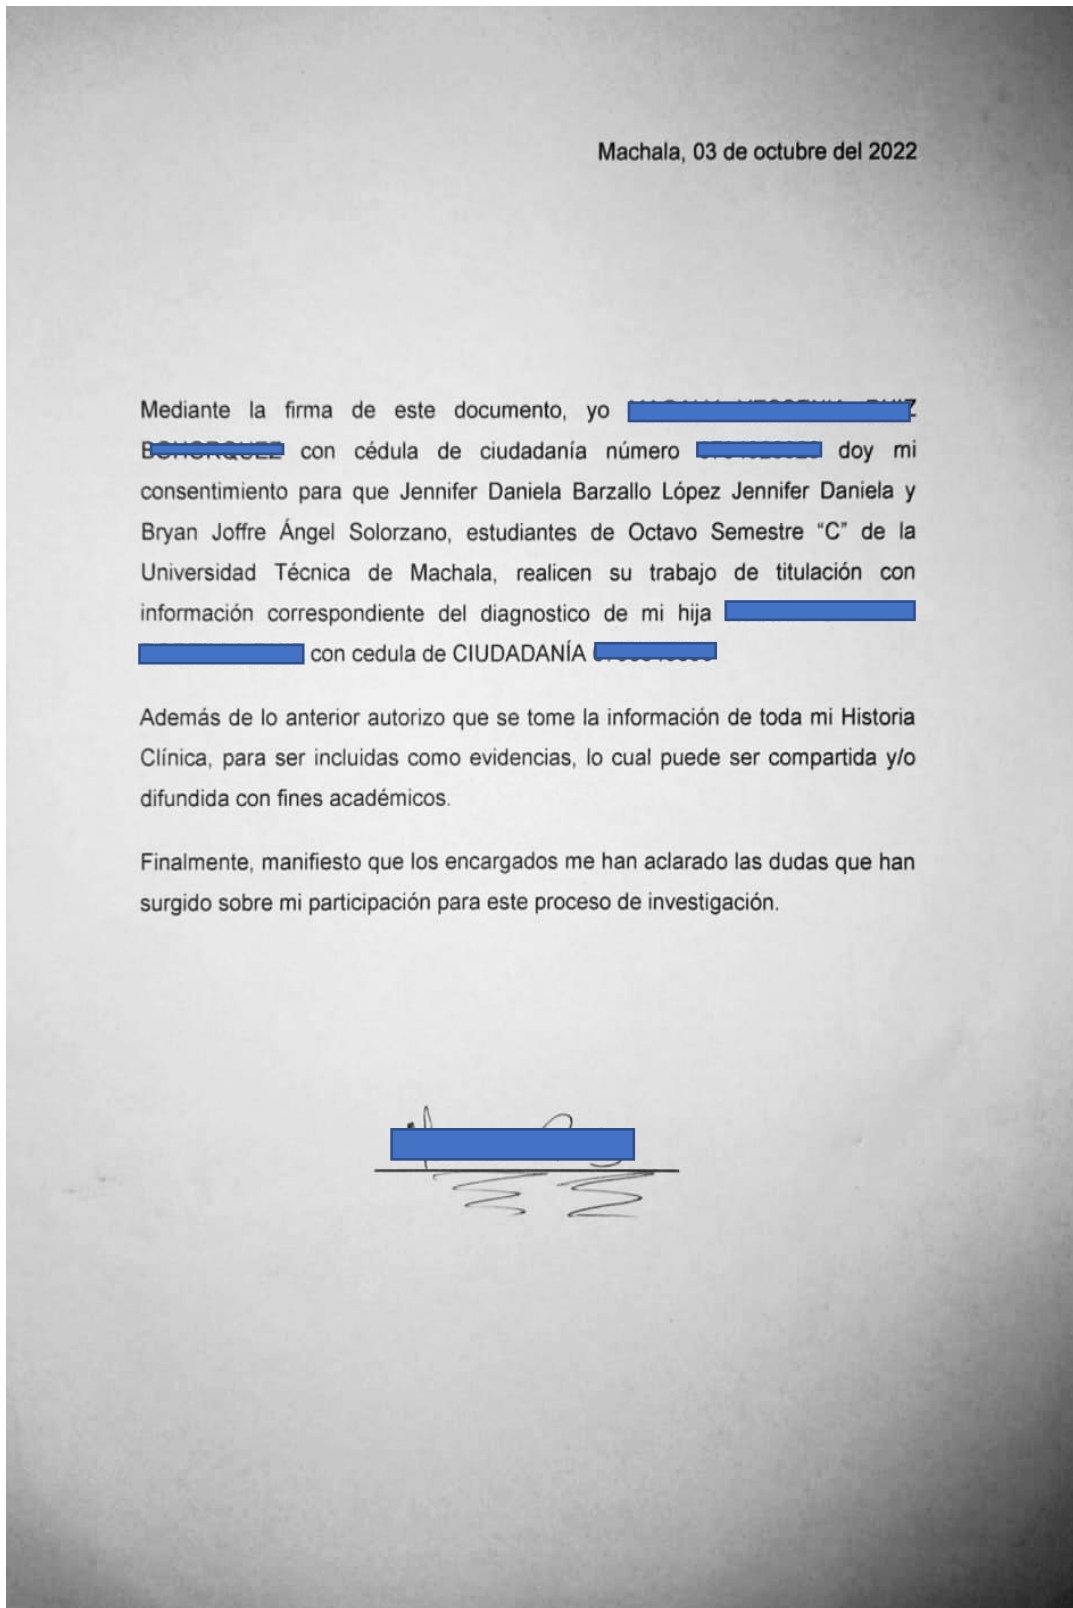 Machala, 03 de octubre del 2022
Mediante la firma de este documento, yo
con cédula de ciudadanía número doy mi
consentimiento para que Jennifer Daniela Barzallo López Jennifer Daniela y
Bryan Joffre Ángel Solorzano, estudiantes de Octavo Semestre “C” de la
Universidad Técnica de Machala, realicen su trabajo de titulación con
información correspondiente del diagnostico de mi hija
con cedula de CIUDADANÍA
Además de lo anterior autorizo que se tome la información de toda mi Historia
Clínica, para ser incluidas como evidencias, lo cual puede ser compartida y/o
difundida con fines académicos.
Finalmente, manifiesto que los encargados me han aclarado las dudas que han
surgido sobre mi participación para este proceso de investigación.